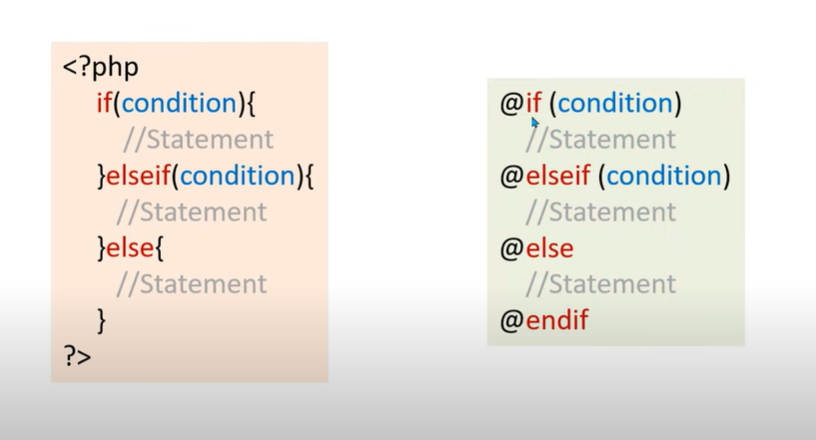 <?php
if(condition){
//Statement
}elseif(condition){
//Statement
}else{
//Statement
}
?>
@if (condition)
//Statement
@elseif (condition)
//Statement
@else
//Statement
@endif